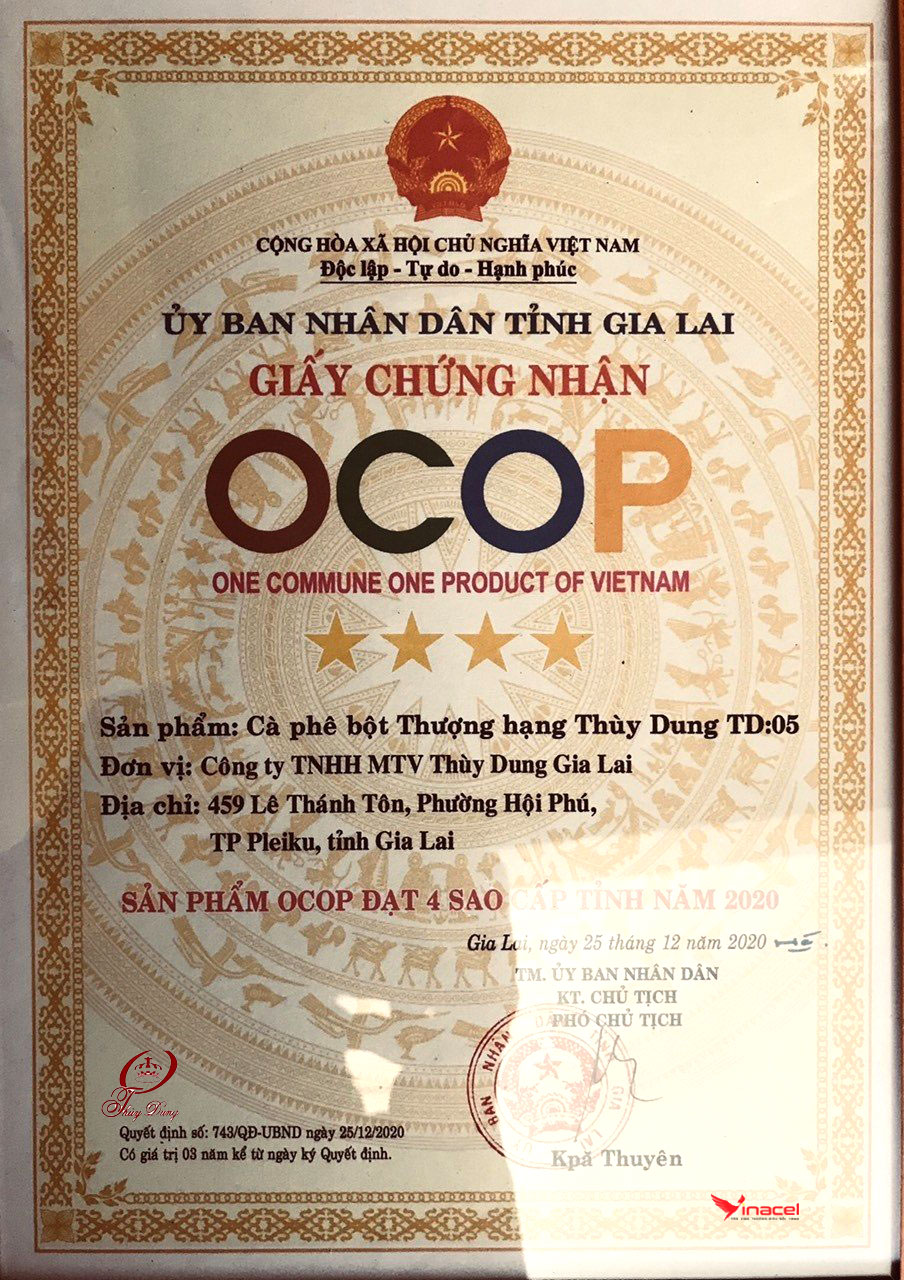 CỘNG HÒA XÃ HỘI CHỦ NGHĨA VIỆT NAM
Độc lập - Tự do - Hạnh phúc
ỦY BAN NHÂN DÂN TỈNH GIA LAI
GIẤY CHỨNG NHẬN
OCOP
ONE COMMUNE ONE PRODUCT OF VIETNAM
Sản phẩm: Cà phê bột Thượng hạng Thùy Dung TD:05
Đơn vị: Công ty TNHH MTV Thùy Dung Gia Lai
Địa chỉ: 459 Lê Thánh Tôn, Phường Hội Phú,
TP Pleiku, tỉnh Gia Lai
SẢN PHẨM OCOP ĐẠT 4 SAO CẤP TỈNH NĂM 2020
Gia Lai, ngày 25 tháng 12 năm 2020
TM. ỦY BAN NHÂN DÂN
KT. CHỦ TỊCH
PHÓ CHỦ TỊCH
BAN NHÂN GIA LAI
Thùy Dung
Quyết định số: 743/QĐ-UBND ngày 25/12/2020
Có giá trị 03 năm kể từ ngày ký Quyết định.
Kpă Thuyên
Vinacel